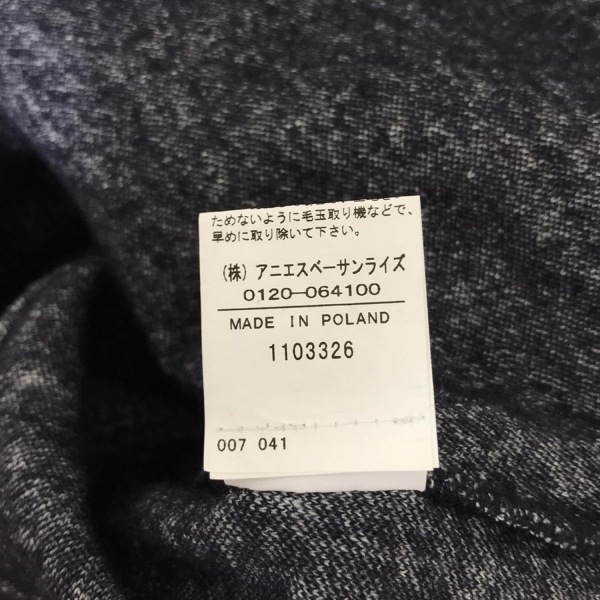 ためないように毛玉取り機などで、
早めに取り除いて下さい。
(株) アニエスベーサンライズ
0120-064100
MADE IN POLAND
1103326
007 041